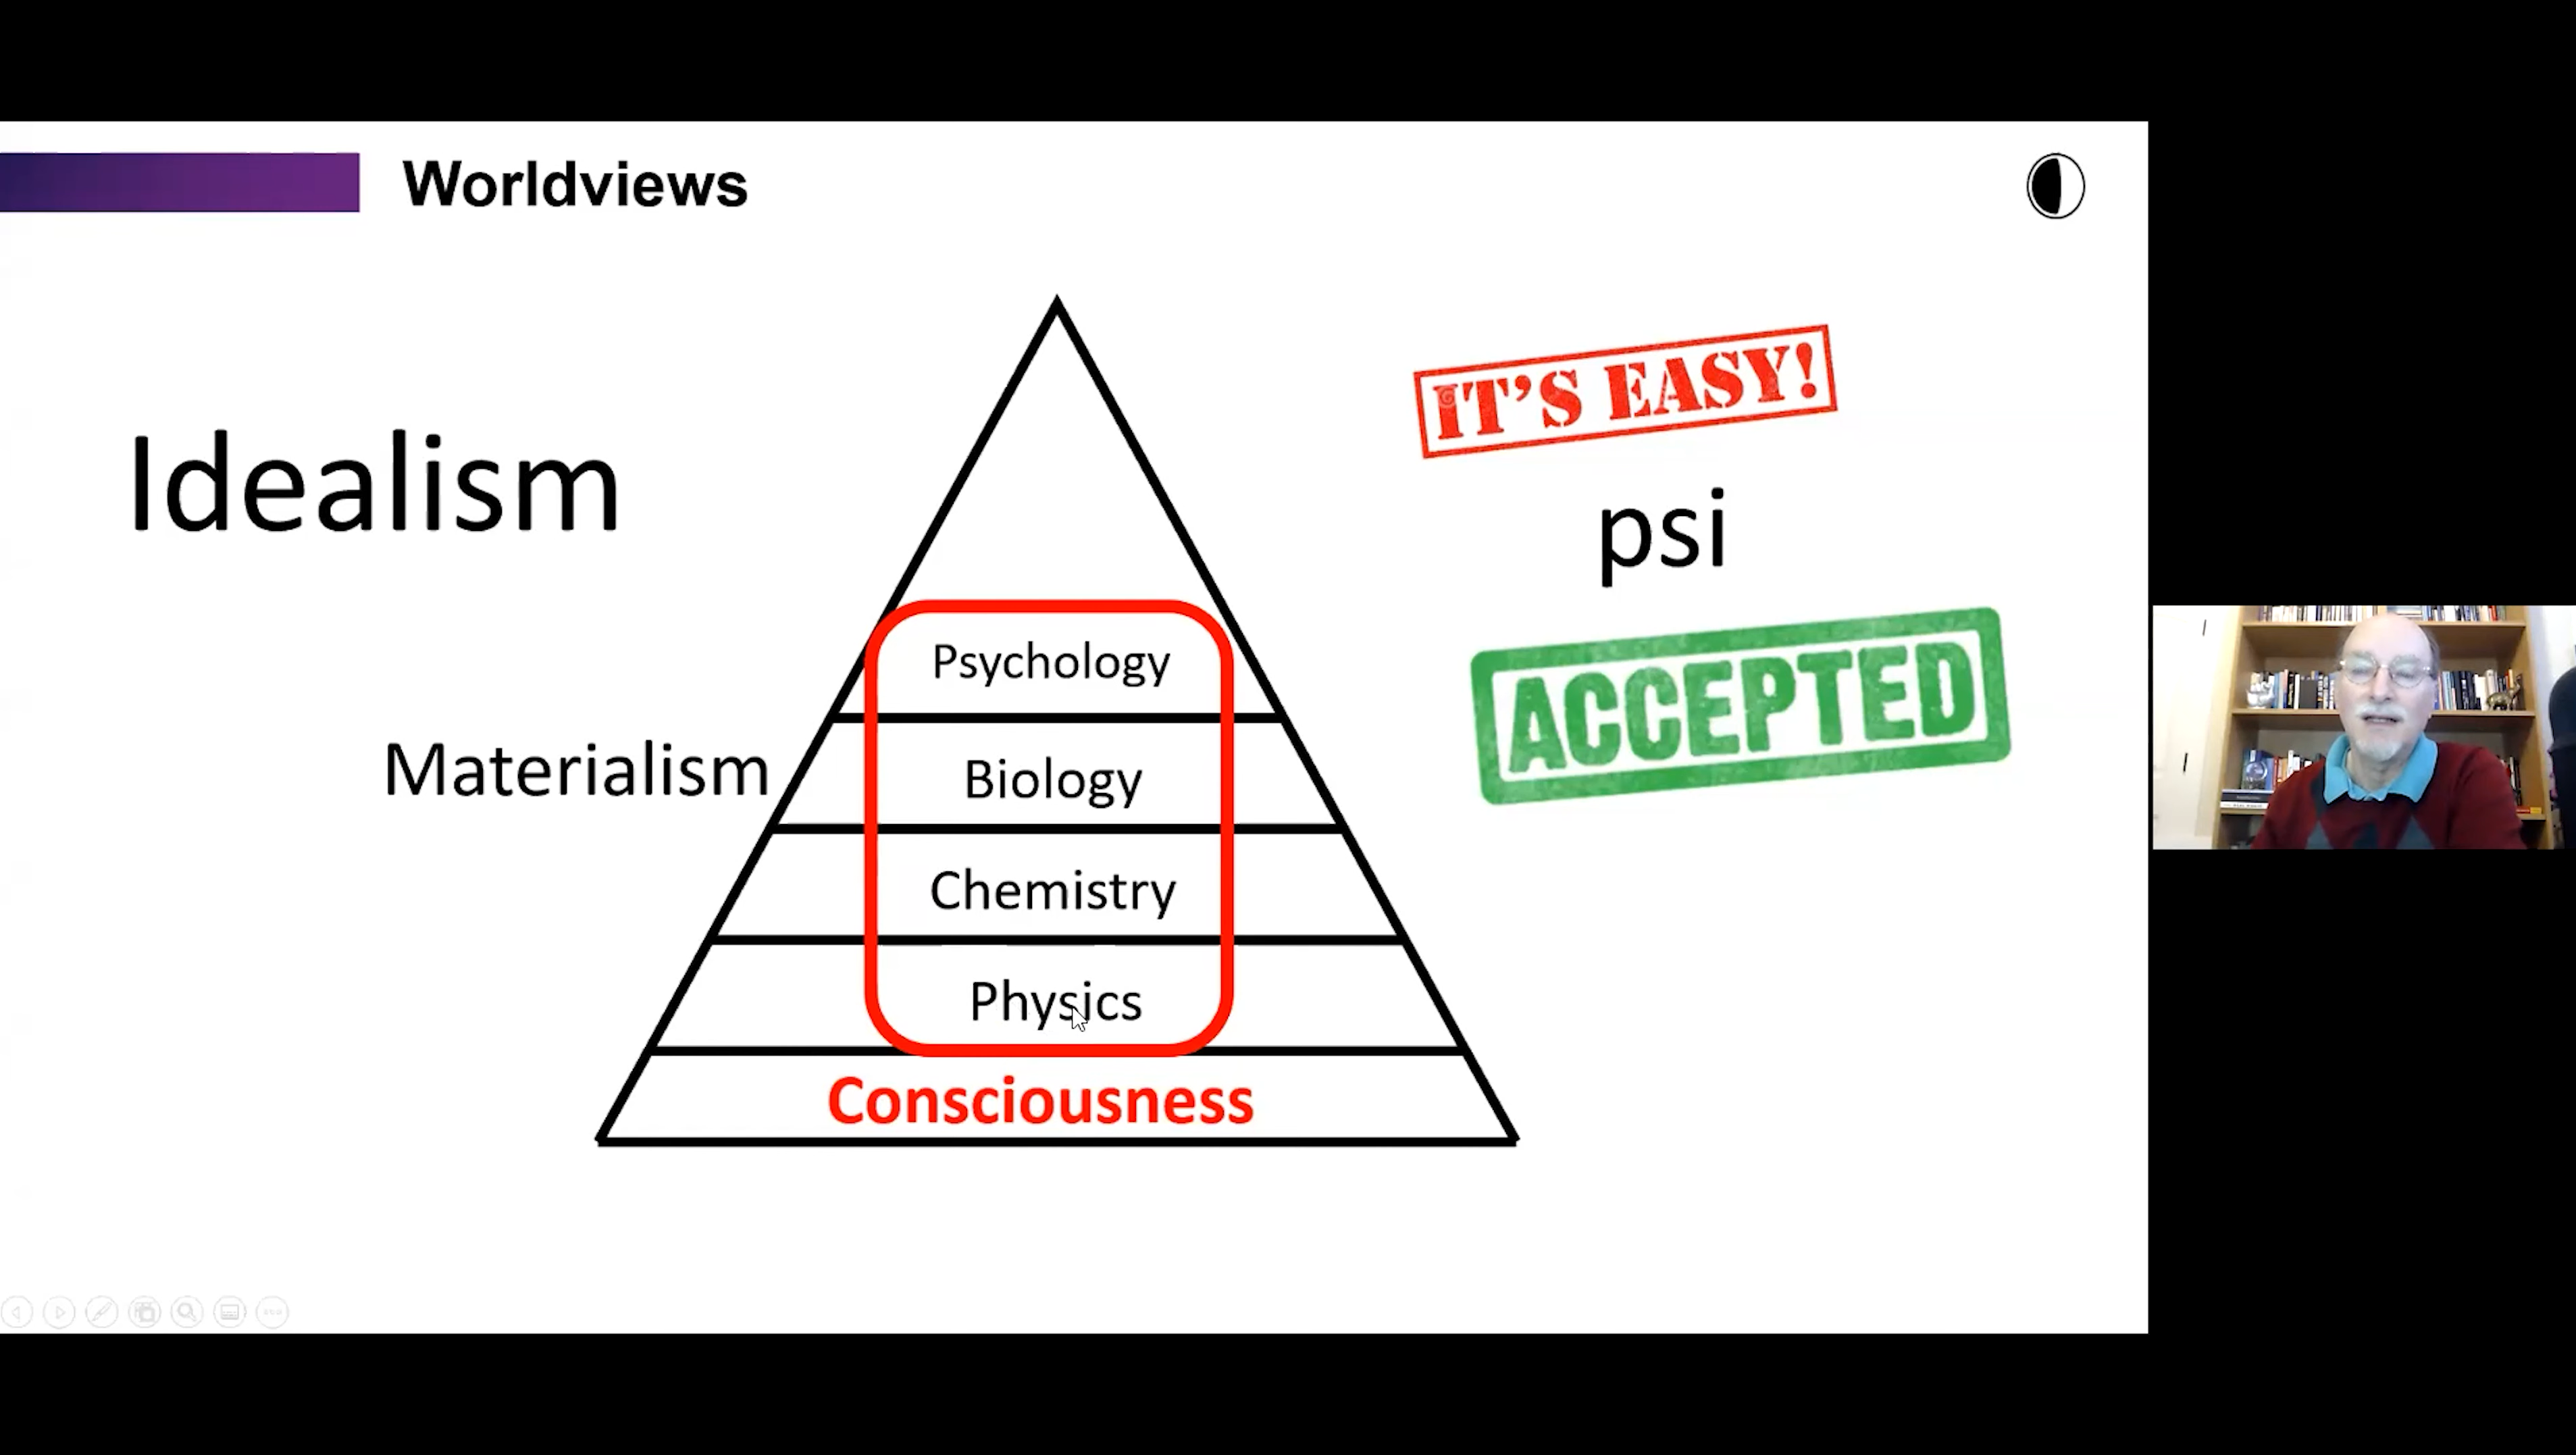 Worldviews
Idealism
Materialism
Psychology
Biology
Chemistry
Physics
Consciousness
IT'S EASY!
psi
ACCEPTED